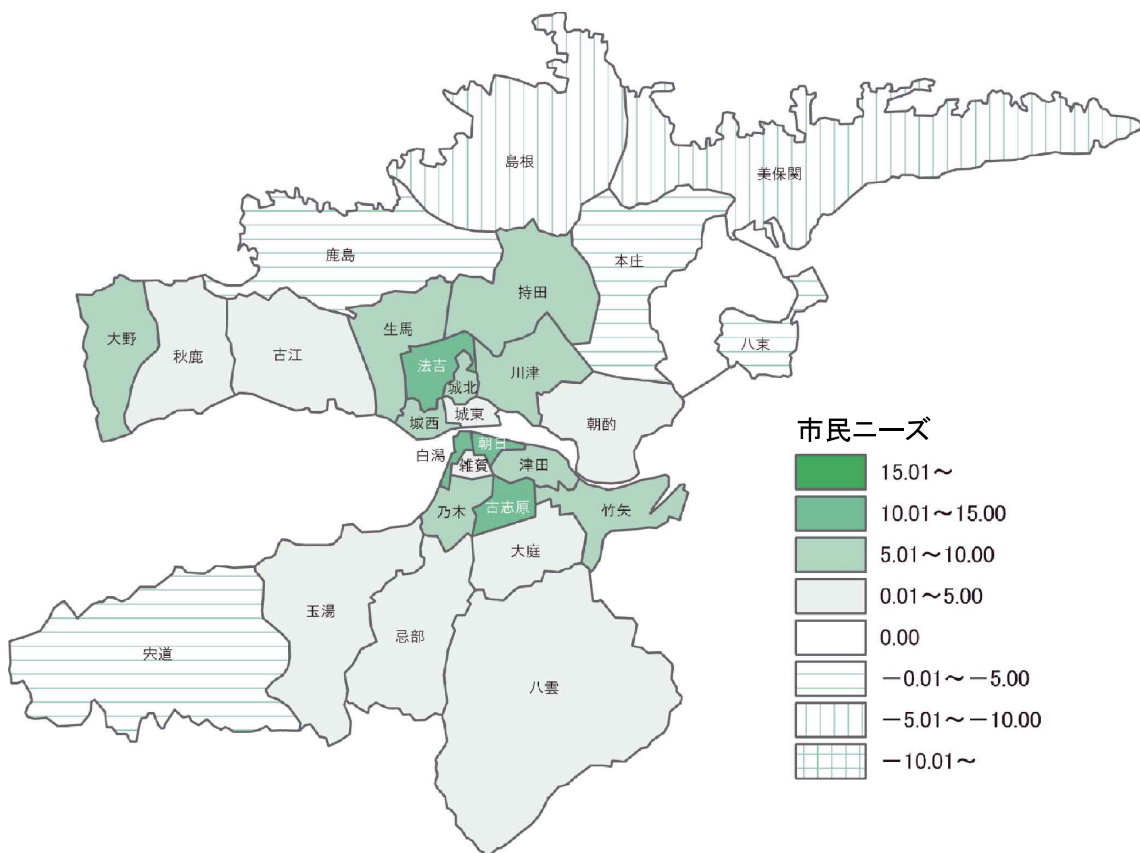 島根
美保関
鹿島
本庄
持田
大野
生馬
八束
秋鹿
古江
法吉
川津
城北
城西
城東
朝酌
白潟
朝日
雑賀
津田
乃木
古志原
竹矢
大庭
玉湯
忌部
宍道
八雲
市民ニーズ
15.01~
10.01~15.00
5.01~10.00
0.01~5.00
0.00
-0.01~-5.00
-5.01~-10.00
-10.01~